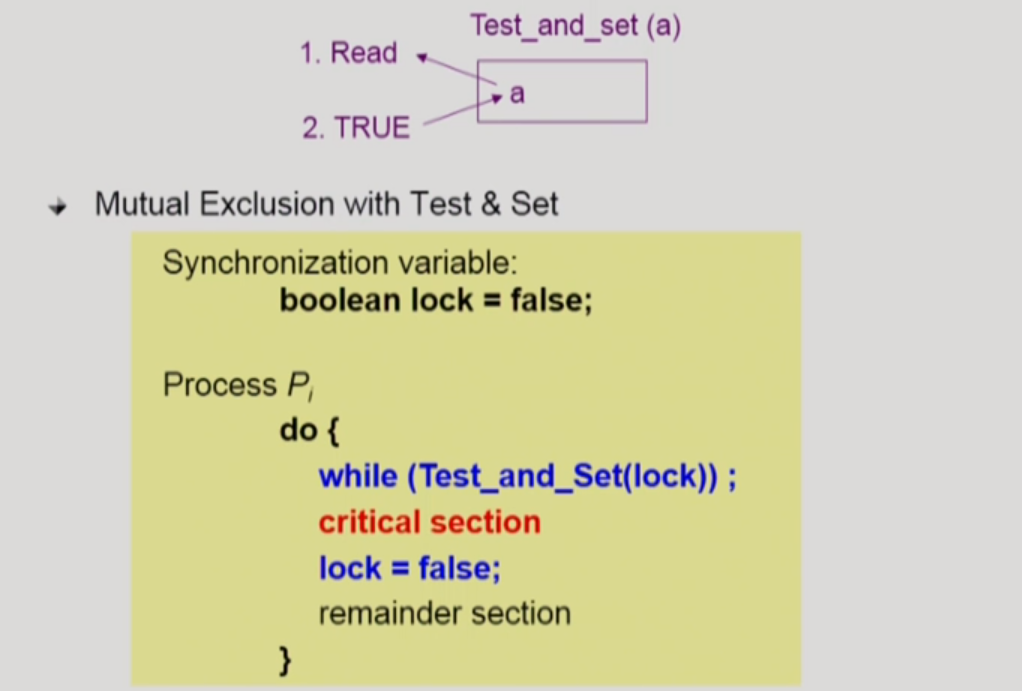 Test_and_set (a)
1. Read
a
2. TRUE
Mutual Exclusion with Test & Set
Synchronization variable:
boolean lock = false;
Process Pi
do {
while (Test_and_Set(lock)) ;
critical section
lock = false;
remainder section
}